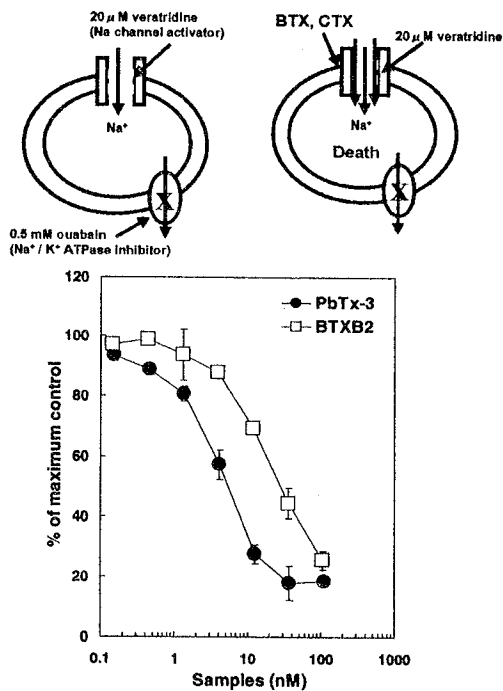 20 μM veratridine
(Na channel activator)
Na⁺
X
0.5 mM ouabain
(Na⁺ / K⁺ ATPase inhibitor)
BTX, CTX
20 μM veratridine
Na⁺
Death
X
% of maximum control
120
100
80
60
40
20
0
PbTx-3
BTXB2
0.1
1
10
100
1000
Samples (nM)